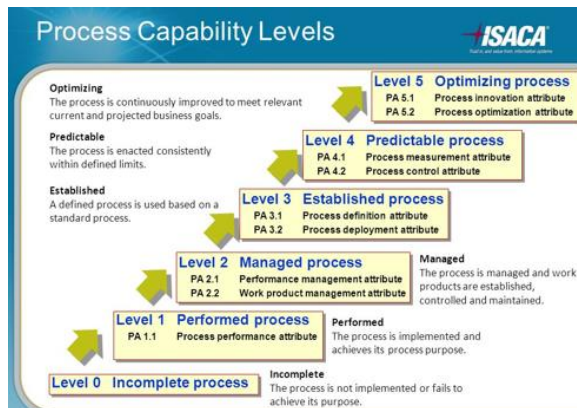 Process Capability Levels
ISACA
Trust in, and value from, information systems
Optimizing
The process is continuously improved to meet relevant
current and projected business goals.
Predictable
The process is enacted consistently
within defined limits.
Established
A defined process is used based on a
standard process.
Level 5 Optimizing process
PA 5.1 Process innovation attribute
PA 5.2 Process optimization attribute
Level 4 Predictable process
PA 4.1 Process measurement attribute
PA 4.2 Process control attribute
Level 3 Established process
PA 3.1 Process definition attribute
PA 3.2 Process deployment attribute
Level 2 Managed process
PA 2.1 Performance management attribute
PA 2.2 Work product management attribute
Managed
The process is managed and work
products are established,
controlled and maintained.
Level 1 Performed process
PA 1.1 Process performance attribute
Performed
The process is implemented and
achieves its process purpose.
Level 0 Incomplete process
Incomplete
The process is not implemented or fails to
achieve its purpose.